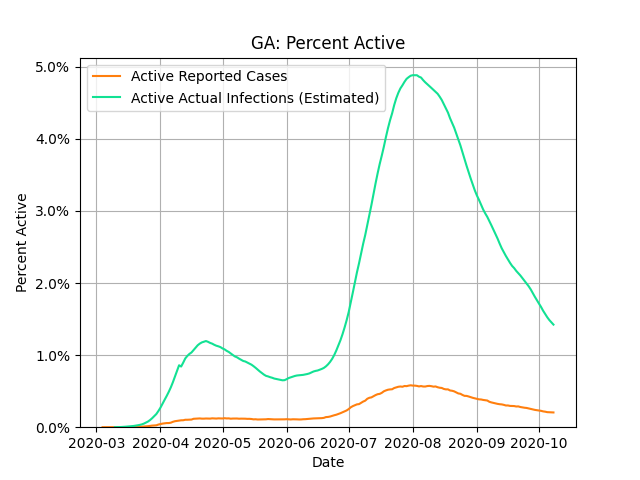 GA: Percent Active
Active Reported Cases
Active Actual Infections (Estimated)
Percent Active
5.0%
4.0%
3.0%
2.0%
1.0%
0.0%
2020-03 2020-04 2020-05 2020-06 2020-07 2020-08 2020-09 2020-10
Date